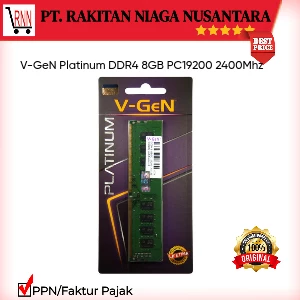 RNN
PT. RAKITAN NIAGA NUSANTARA
BEST
PRICE
V-GeN Platinum DDR4 8GB PC19200 2400Mhz
V-GeN
PLATINUM
100%
ORIGINAL
PPN/Faktur Pajak